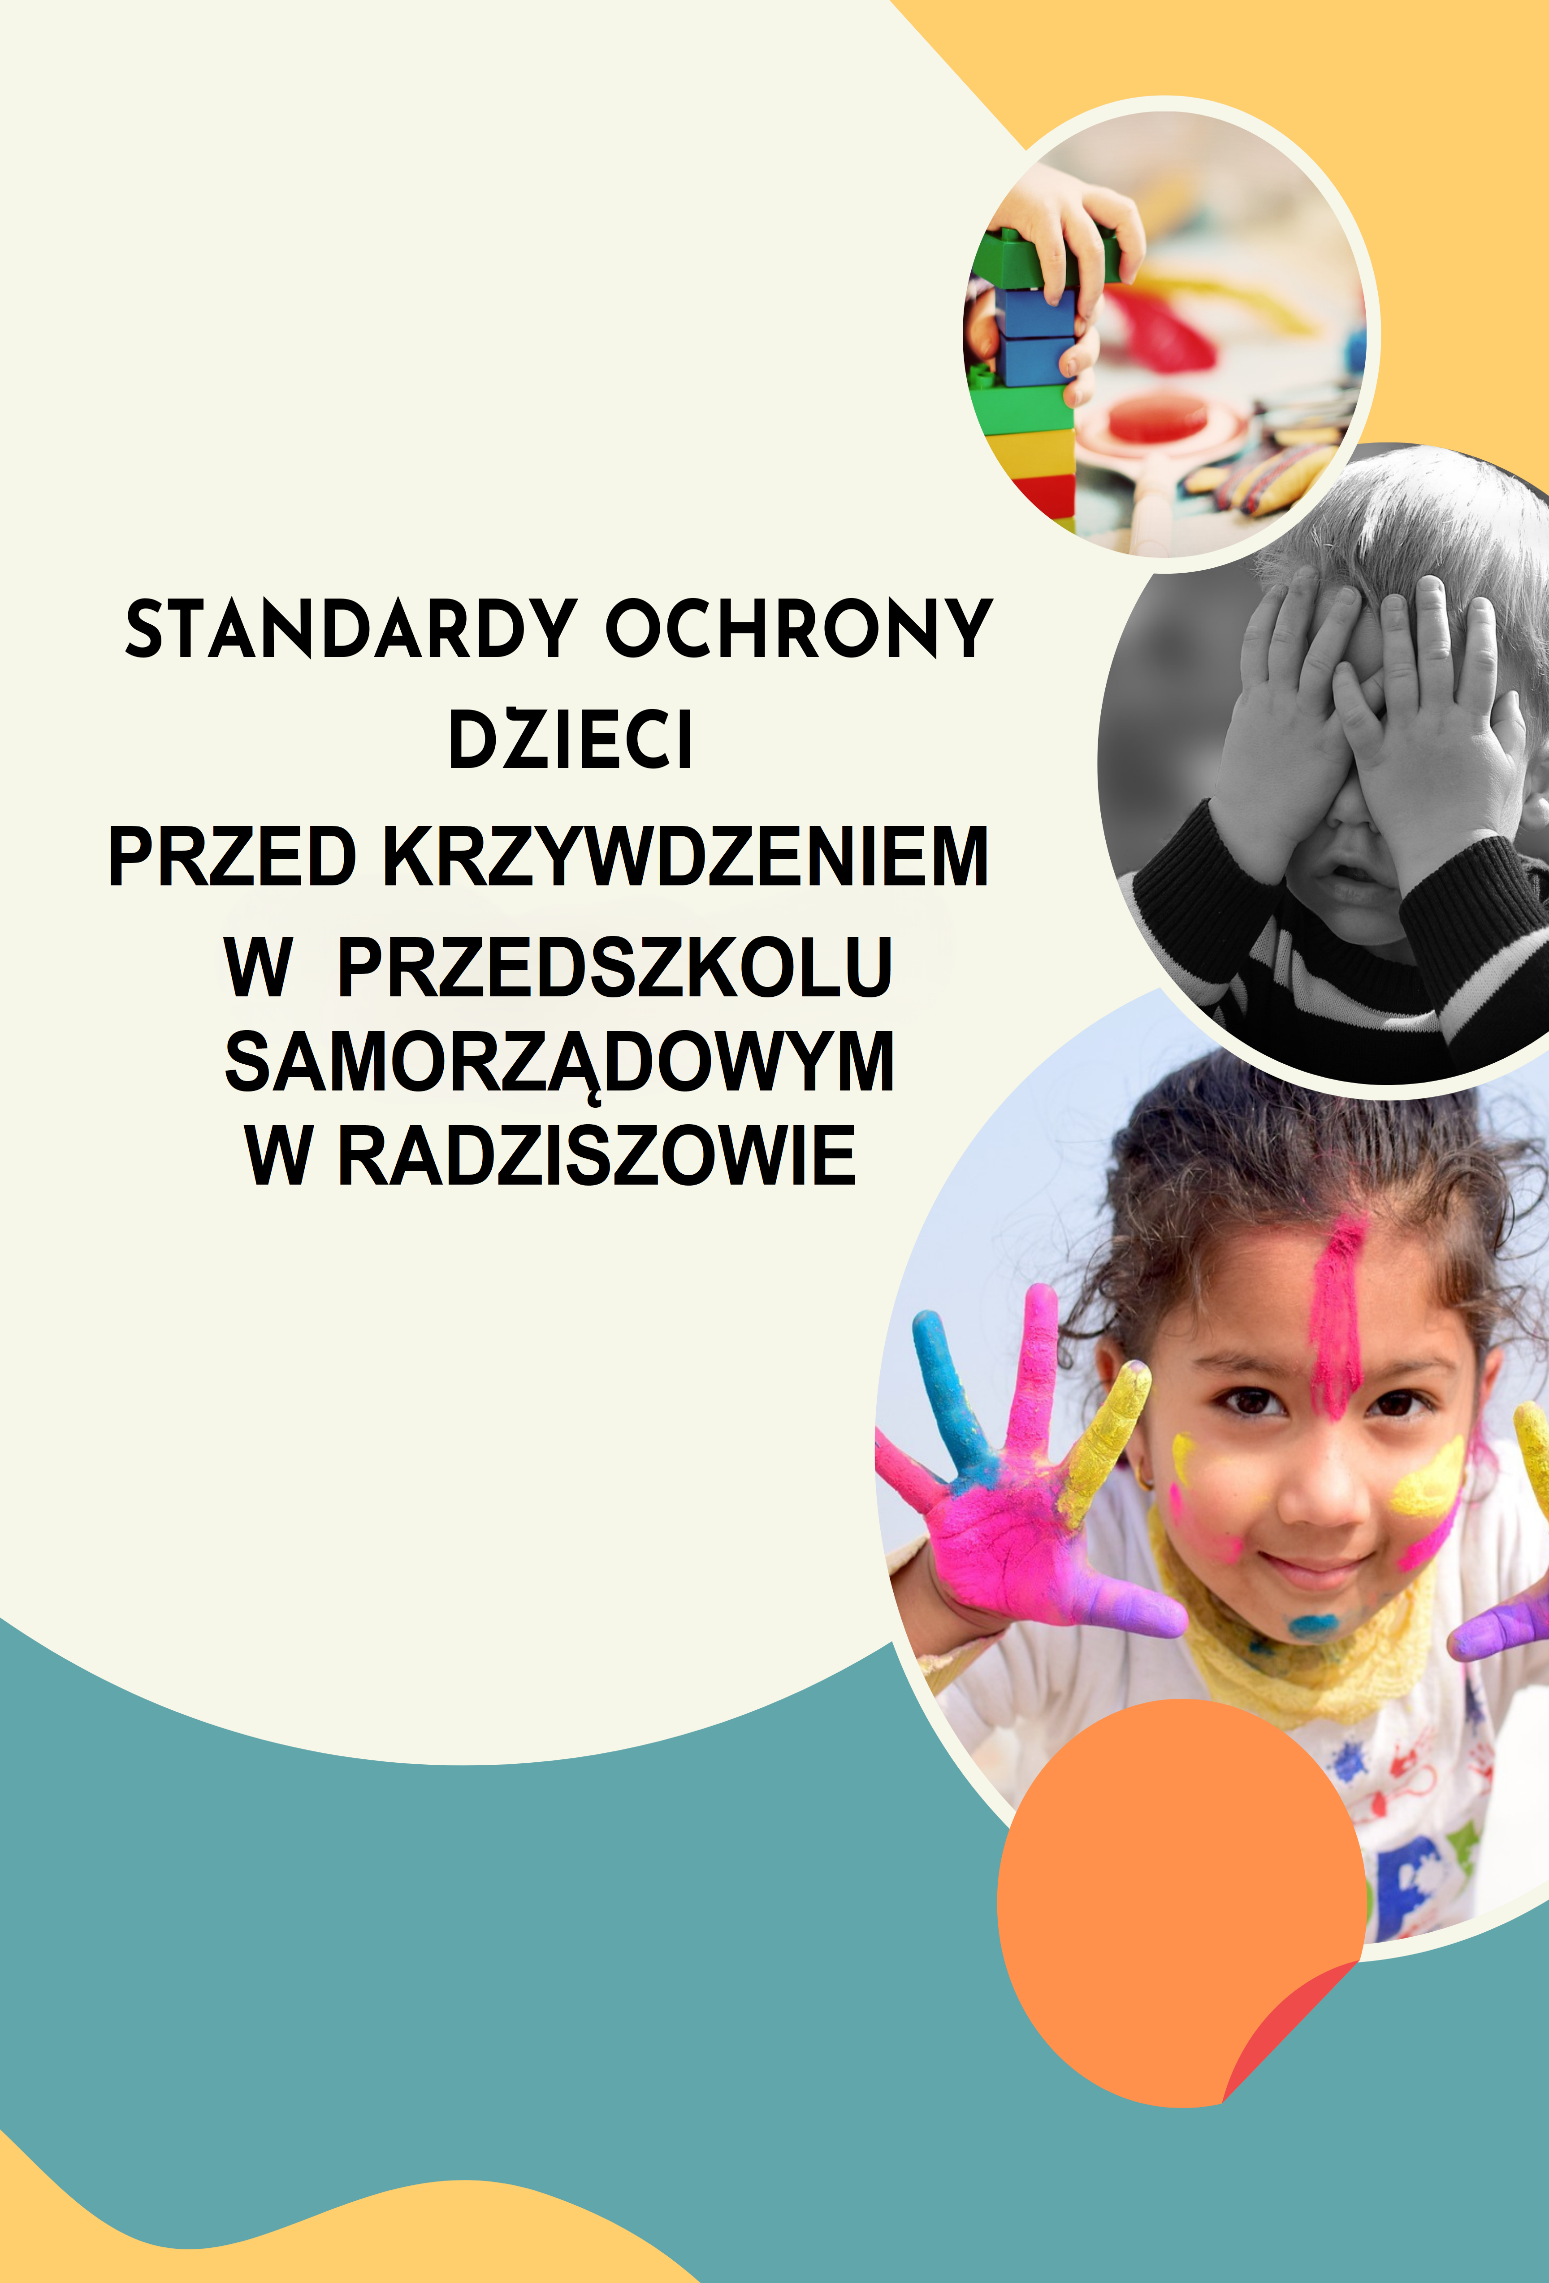 STANDARDY OCHRONY
DZIECI
PRZED KRZYWDZENIEM
W PRZEDSZKOLU
SAMORZĄDOWYM
W RADZISZOWIE